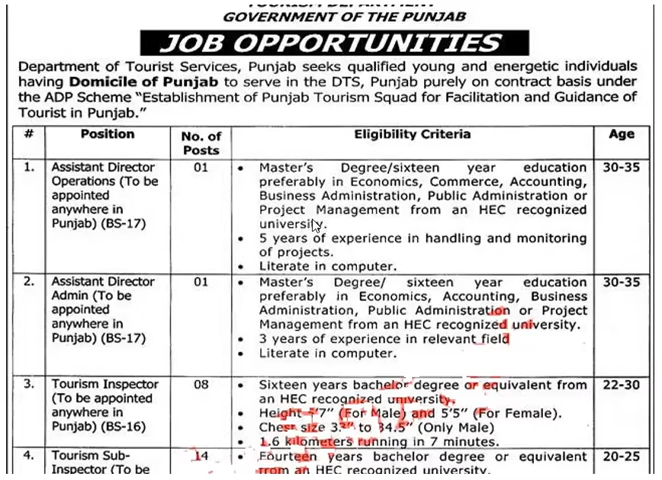 GOVERNMENT OF THE PUNJAB
JOB OPPORTUNITIES
Department of Tourist Services, Punjab seeks qualified young and energetic individuals
having Domicile of Punjab to serve in the DTS, Punjab purely on contract basis under
the ADP Scheme "Establishment of Punjab Tourism Squad for Facilitation and Guidance of
Tourist in Punjab."
# Position No. of Posts Eligibility Criteria Age
1. Assistant Director 01 • Master's Degree/sixteen year education 30-35
Operations (To be preferably in Economics, Commerce, Accounting,
appointed Business Administration, Public Administration or
anywhere in Project Management from an HEC recognized
Punjab) (BS-17) university.
• 5 years of experience in handling and monitoring
of projects.
• Literate in computer.
2. Assistant Director 01 • Master's Degree/ sixteen year education 30-35
Admin (To be preferably in Economics, Accounting, Business
appointed Administration, Public Administration or Project
anywhere in Management from an HEC recognized university.
Punjab) (BS-17) • 3 years of experience in relevant field
• Literate in computer.
3. Tourism Inspector 08 • Sixteen years bachelor degree or equivalent from 22-30
(To be appointed an HEC recognized university.
anywhere in • Height (For Male) and 5'5" (For Female).
Punjab) • Chest size to 34.5" (Only Male)
(BS-16) • 1.6 kilometers running in 7 minutes.
4. Tourism Sub- 14 • Fourteen years bachelor degree or equivalent 20-25
Inspector (To be from an HEC recognized university.